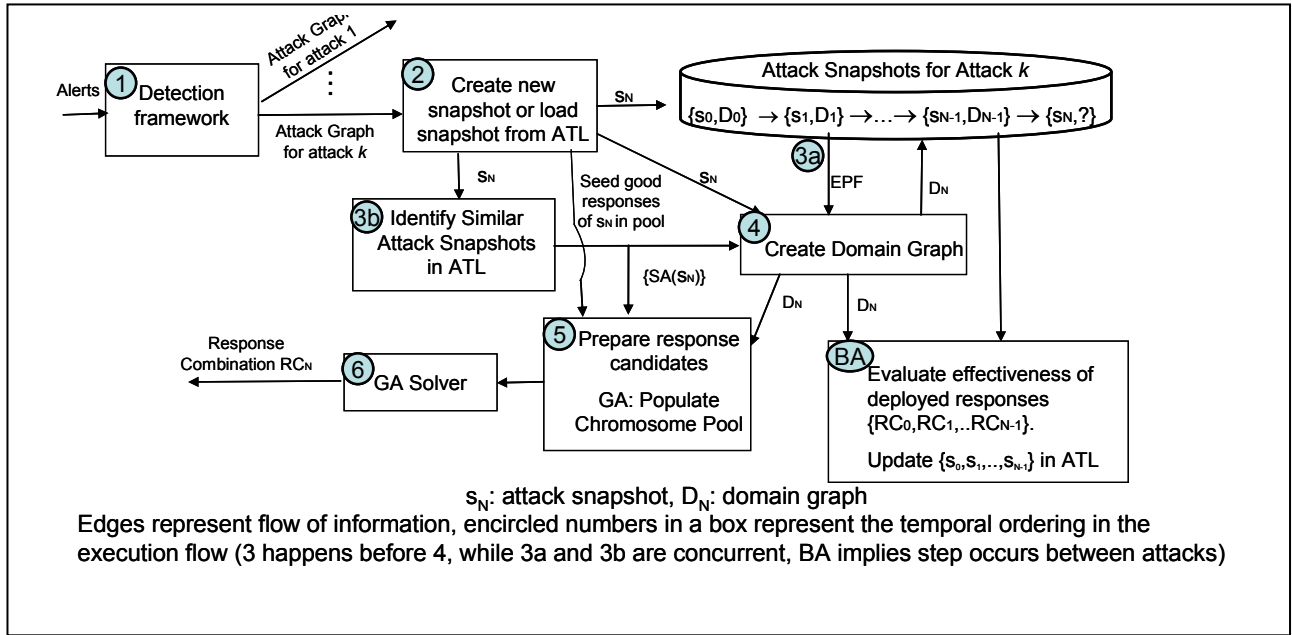 Attack Grap
for attack 1
⋮
Alerts
1
Detection
framework
Attack Graph
for attack k
2
Create new
snapshot or load
snapshot from ATL
sN
Attack Snapshots for Attack k
{s0,D0} → {s1,D1} →…→ {sN-1,DN-1} → {sN,?}
3a
EPF
DN
sN
sN
Seed good
responses
of sN in pool
3b
Identify Similar
Attack Snapshots
in ATL
{SA(sN)}
4
Create Domain Graph
DN
DN
Response
Combination RCN
6
GA Solver
5
Prepare response
candidates
GA: Populate
Chromosome Pool
BA
Evaluate effectiveness of
deployed responses
{RC0,RC1,..RCN-1}.
Update {s0,s1,..,sN-1} in ATL
sN: attack snapshot, DN: domain graph
Edges represent flow of information, encircled numbers in a box represent the temporal ordering in the
execution flow (3 happens before 4, while 3a and 3b are concurrent, BA implies step occurs between attacks)